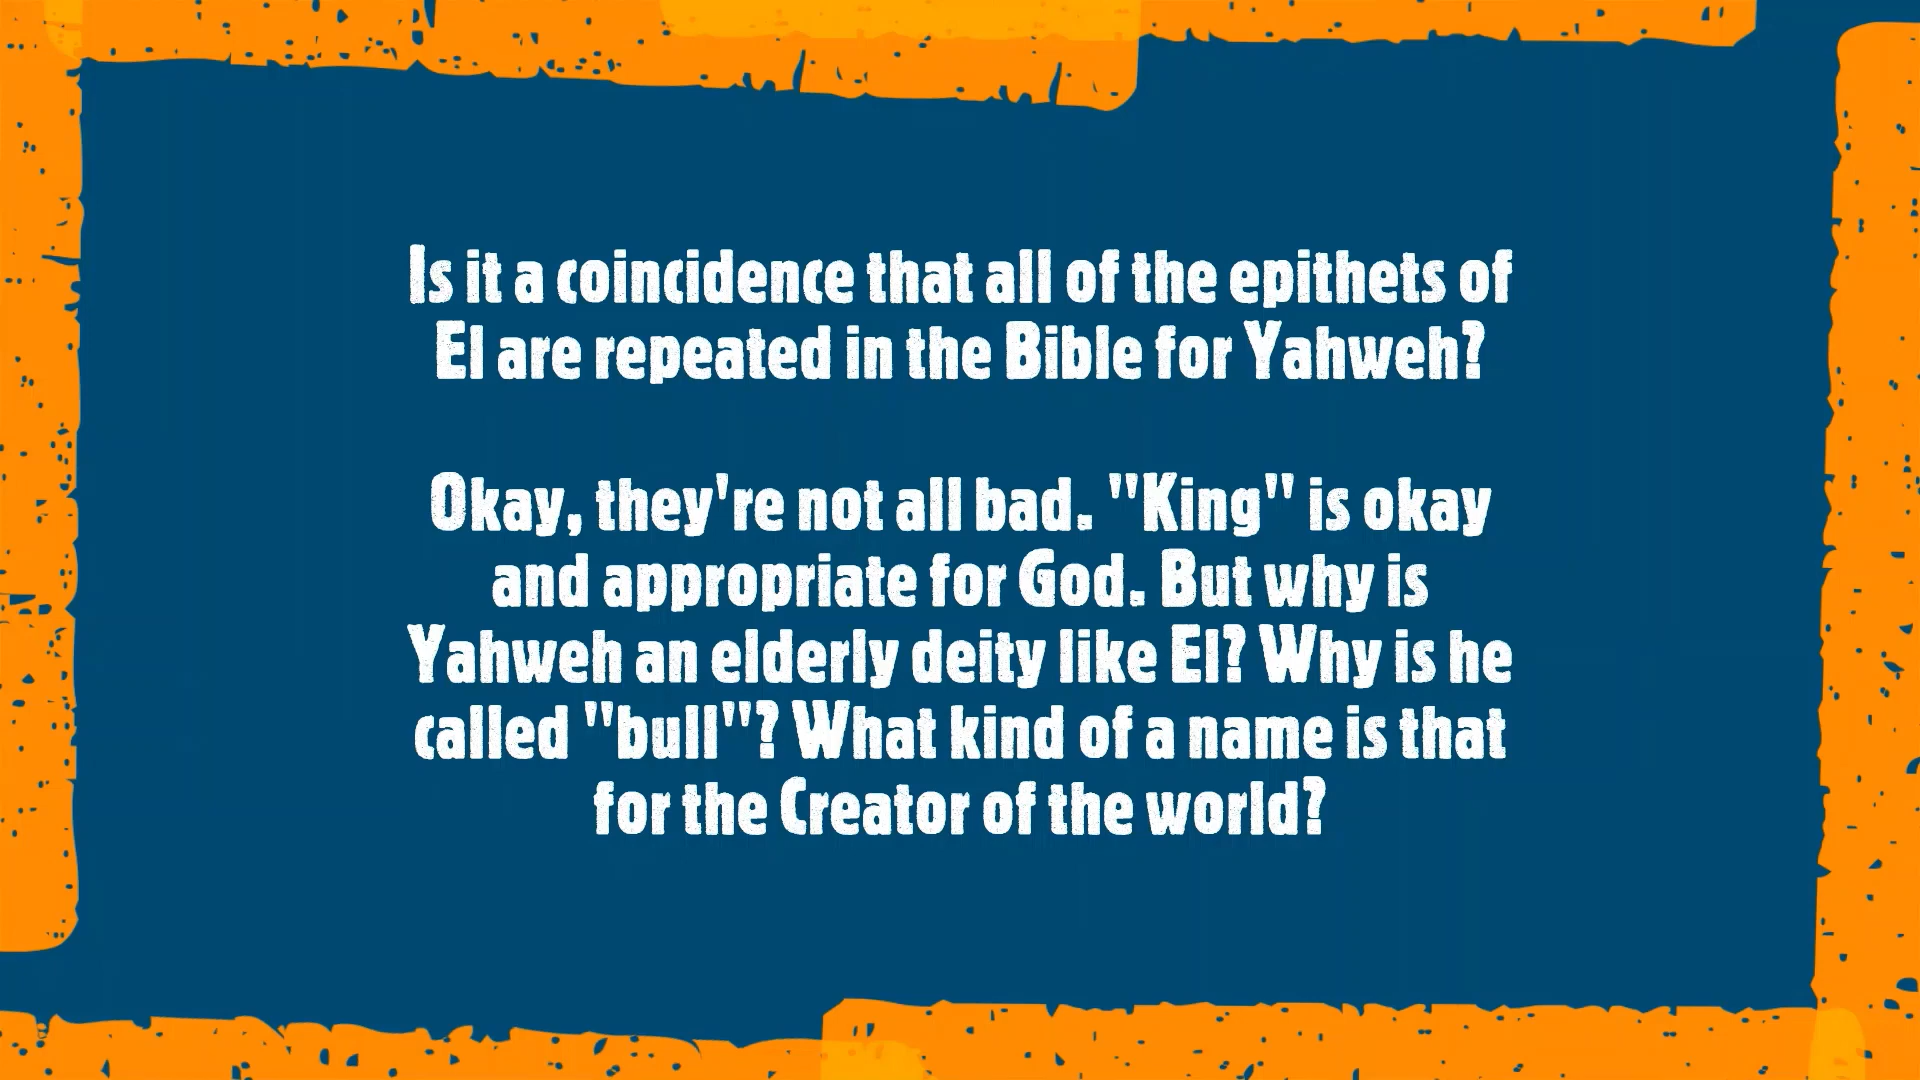 Is it a coincidence that all of the epithets of
El are repeated in the Bible for Yahweh?
Okay, they're not all bad. "King" is okay
and appropriate for God. But why is
Yahweh an elderly deity like El? Why is he
called "bull"? What kind of a name is that
for the Creator of the world?